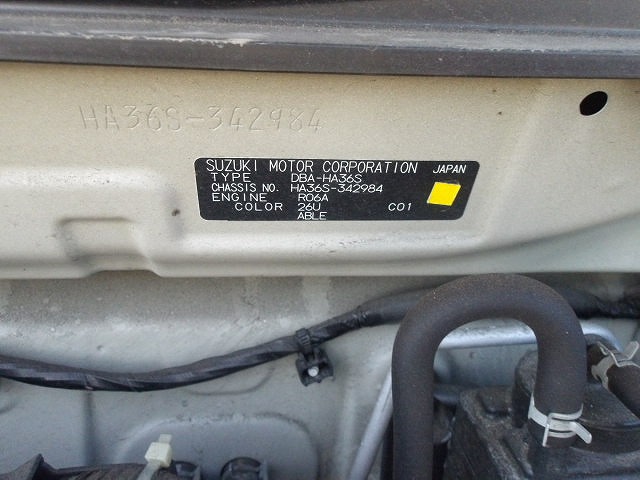 HA36S-342984
SUZUKI MOTOR CORPORATION JAPAN
TYPE DBA-HA36S
CHASSIS NO. HA36S-342984
ENGINE R06A
COLOR 26U C01
ABLE